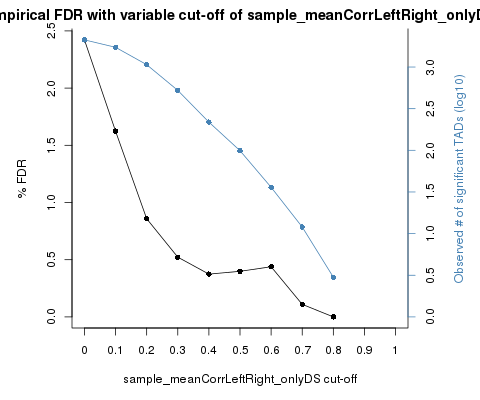 mpirical FDR with variable cut-off of sample_meanCorrLeftRight_onlyD
% FDR
2.5
2.0
1.5
1.0
0.5
0.0
3.0
2.5
2.0
1.5
1.0
0.5
0.0
Observed # of significant TADs (log10)
0 0.1 0.2 0.3 0.4 0.5 0.6 0.7 0.8 0.9 1
sample_meanCorrLeftRight_onlyDS cut-off